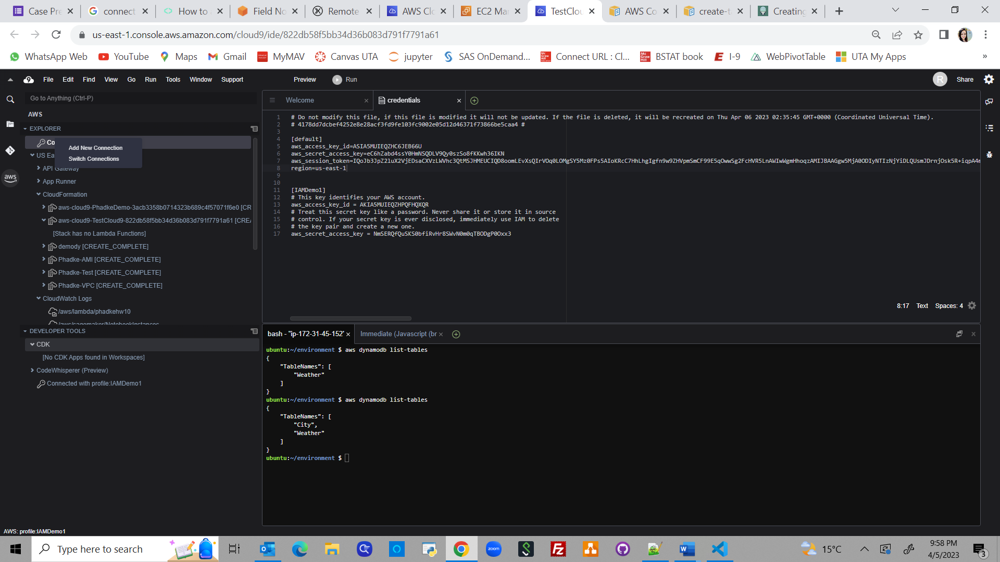 Case Pre
connect
How to
Field No
Remote
AWS Clo
EC2 Mar
TestClou
AWS Co
create-ta
Creating
us-east-1.console.aws.amazon.com/cloud9/ide/822db58f5bb34d36b083d791f7791a61
WhatsApp Web
YouTube
Maps
Gmail
MyMAV
Canvas UTA
jupyter
SAS OnDemand...
Connect URL : Cl...
BSTAT book
I-9
WebPivotTable
UTA My Apps
»
File Edit Find View Go Run Tools Window Support
Preview
Run
R
Share
Go to Anything (Ctrl-P)
AWS
EXPLORER
Co
Add New Connection
Switch Connections
US Ea
API Gateway
App Runner
CloudFormation
aws-cloud9-PhadkeDemo-3acb3358b0714323b689c4f57071f6e0 [CR
aws-cloud9-TestCloud9-822db58f5bb34d36b083d791f7791a61 [CREA
[Stack has no Lambda Functions]
demody [CREATE_COMPLETE]
Phadke-AMI [CREATE_COMPLETE]
Phadke-Test [CREATE_COMPLETE]
Phadke-VPC [CREATE_COMPLETE]
CloudWatch Logs
/aws/lambda/phadkehw10
/aws/sagemaker/NotebookInstances
DEVELOPER TOOLS
CDK
[No CDK Apps found in Workspaces]
CodeWhisperer (Preview)
Connected with profile:IAMDemo1
aws
Welcome
credentials
1 # Do not modify this file, if this file is modified it will not be updated. If the file is deleted, it will be recreated on Thu Apr 06 2023 02:35:45 GMT+0000 (Coordinated Universal Time).
2 # 4178dd7dcbef4252e8e28acf3fd9fe103fc9002e05d12d46371f73866be5caa4 #
3
4 [default]
5 aws_access_key_id=
6 aws_secret_access_key=
7 aws_session_token=
8 region=us-east-1
9
10
11 [IAMDemo1]
12 # This key identifies your AWS account.
13 aws_access_key_id =
14 # Treat this secret key like a password. Never share it or store it in source
15 # control. If your secret key is ever disclosed, immediately use IAM to delete
16 # the key pair and create a new one.
17 aws_secret_access_key =
8:17 Text Spaces: 4
bash - "ip-172-31-45-152"
Immediate (Javascript (br
ubuntu:~/environment $ aws dynamodb list-tables
{
"TableNames": [
"Weather"
]
}
ubuntu:~/environment $ aws dynamodb list-tables
{
"TableNames": [
"City",
"Weather"
]
}
ubuntu:~/environment $
AWS: profile:IAMDemo1
Type here to search
zoom
15°C
9:58 PM
4/5/2023
3